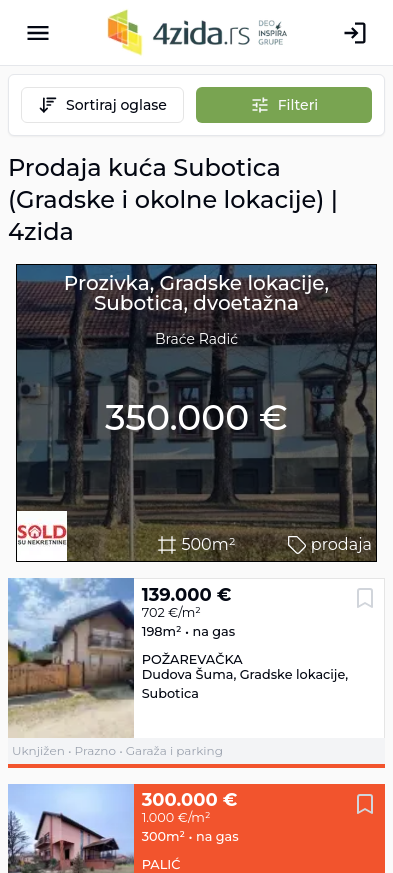 4zida.rs
DEO
INSPIRA
GRUPE
Sortiraj oglase
Filteri
Prodaja kuća Subotica
(Gradske i okolne lokacije) |
4zida
Prozivka, Gradske lokacije,
Subotica, dvoetažna
Braće Radić
350.000 €
SOLD
SU NEKRETNINE
500m²
prodaja
139.000 €
702 €/m²
198m² • na gas
POŽAREVAČKA
Dudova Šuma, Gradske lokacije,
Subotica
Uknjižen • Prazno • Garaža i parking
300.000 €
1.000 €/m²
300m² • na gas
PALIĆ